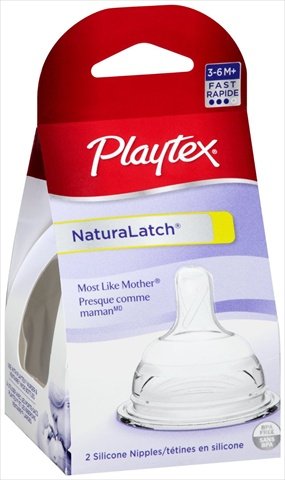 3-6M+
FAST
RAPIDE
Playtex®
NaturaLatch®
Most Like Mother®
Presque comme
maman^MD
2 Silicone Nipples/tétines en silicone
BPA
FREE
SANS
BPA